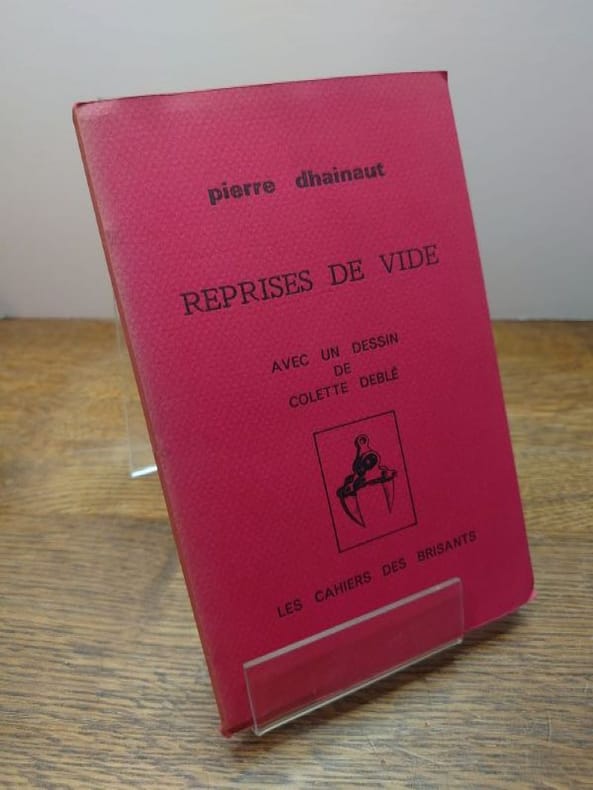 pierre dhainaut
REPRISES DE VIDE
AVEC UN DESSIN
DE
COLETTE DEBLÉ
LES CAHIERS DES BRISANTS